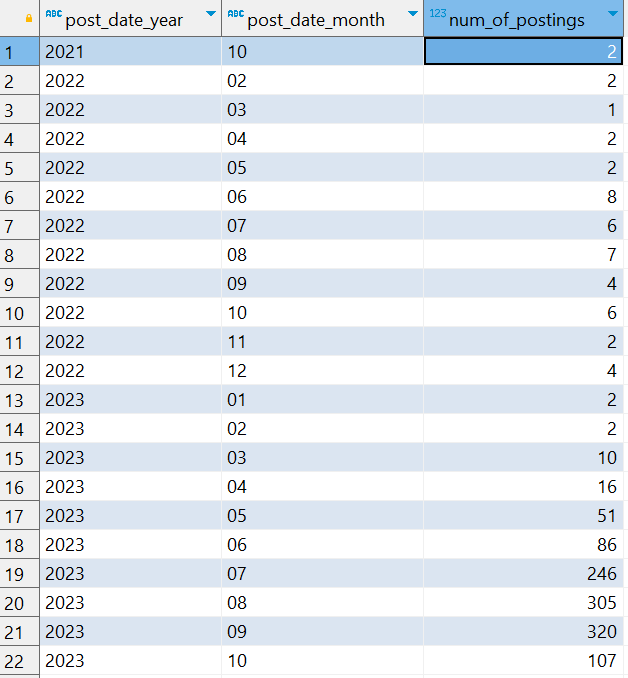 ABC post_date_year ABC post_date_month 123 num_of_postings
1 2021 10 2
2 2022 02 2
3 2022 03 1
4 2022 04 2
5 2022 05 2
6 2022 06 8
7 2022 07 6
8 2022 08 7
9 2022 09 4
10 2022 10 6
11 2022 11 2
12 2022 12 4
13 2023 01 2
14 2023 02 2
15 2023 03 10
16 2023 04 16
17 2023 05 51
18 2023 06 86
19 2023 07 246
20 2023 08 305
21 2023 09 320
22 2023 10 107